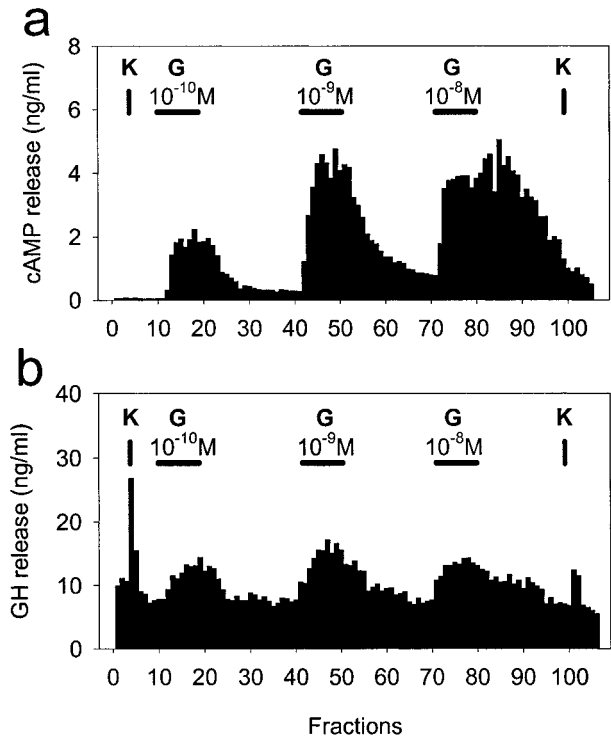 a
cAMP release (ng/ml)
8
6
4
2
0
K G G G K
10⁻¹⁰M 10⁻⁹M 10⁻⁸M
0 10 20 30 40 50 60 70 80 90 100
b
GH release (ng/ml)
40
30
20
10
0
K G G G K
10⁻¹⁰M 10⁻⁹M 10⁻⁸M
0 10 20 30 40 50 60 70 80 90 100
Fractions